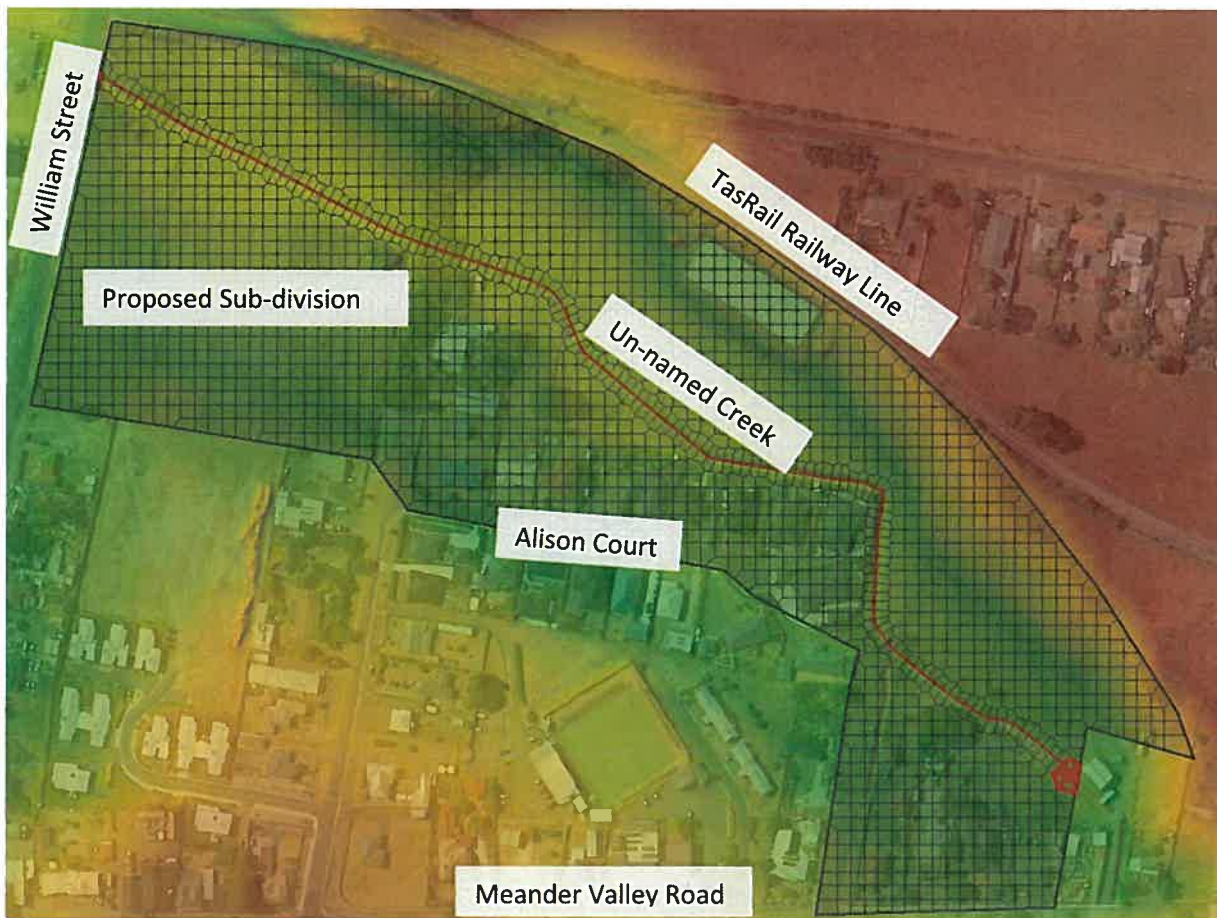 William Street
TasRail Railway Line
Proposed Sub-division
Un-named Creek
Alison Court
Meander Valley Road